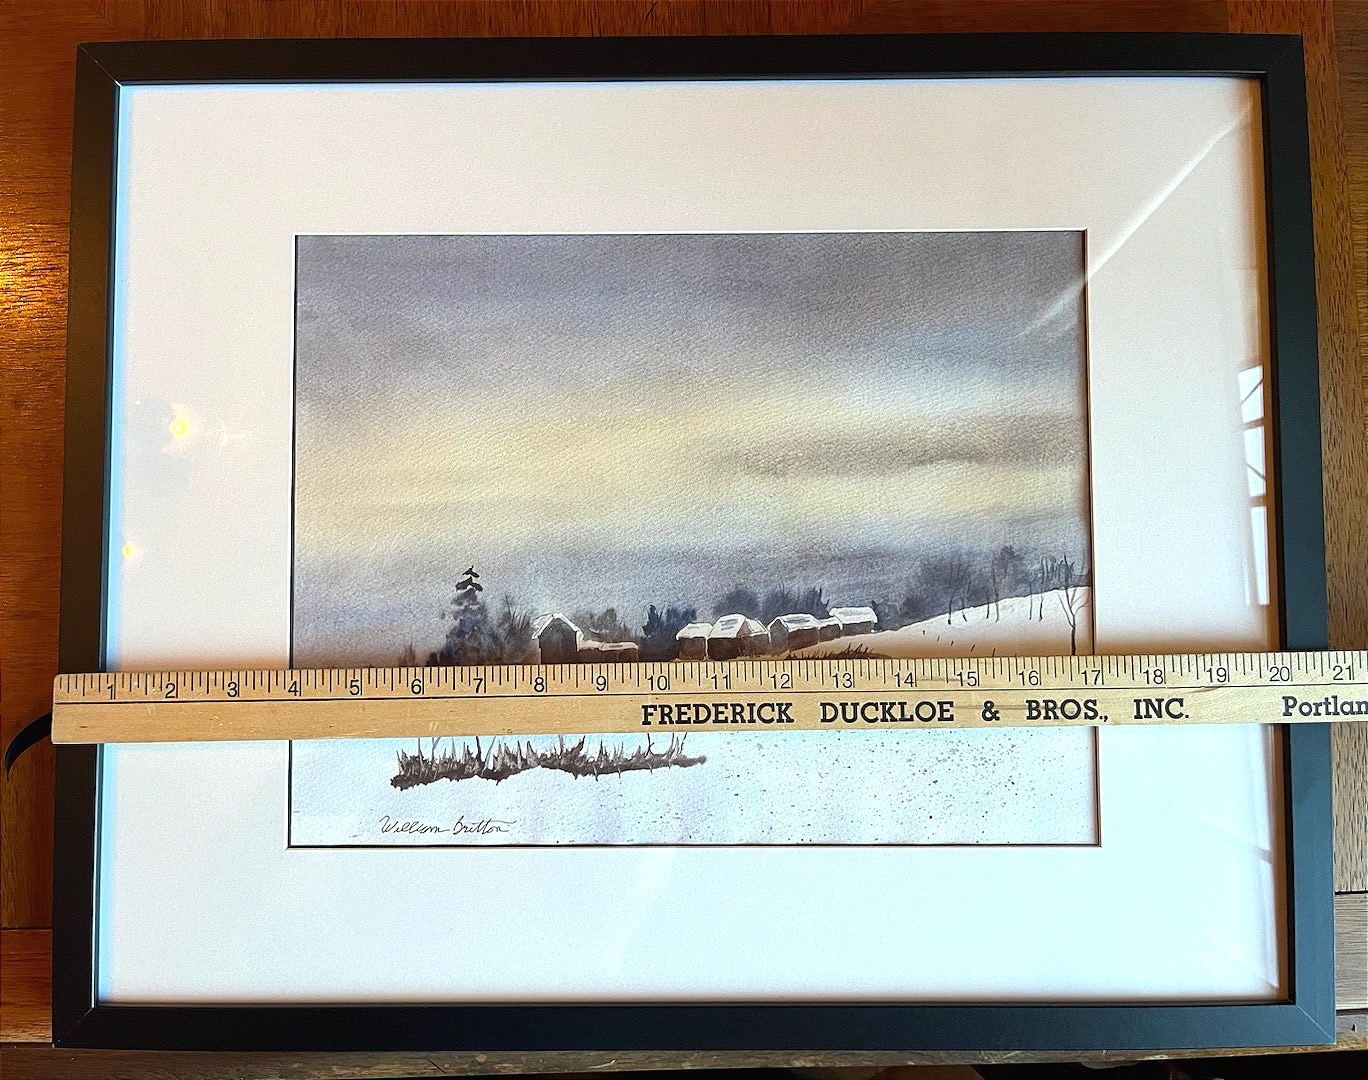 1 2 3 4 5 6 7 8 9 10 11 12 13 14 15 16 17 18 19 20 21
FREDERICK DUCKLOE & BROS., INC. Portlan
William Britton